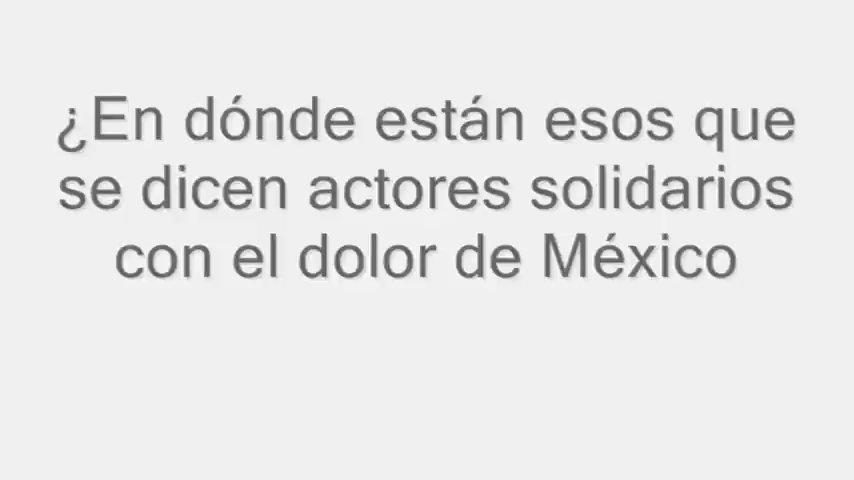 ¿En dónde están esos que
se dicen actores solidarios
con el dolor de México